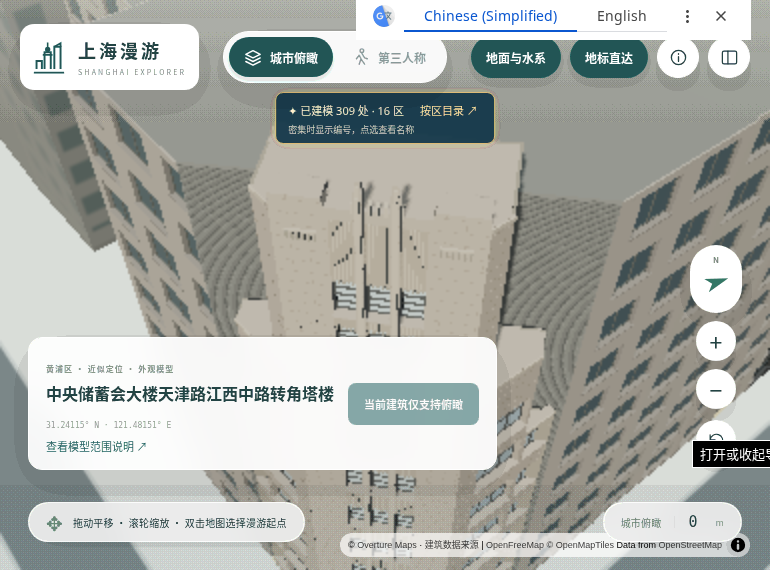 Chinese (Simplified)
English
上海漫游
SHANGHAI EXPLORER
城市俯瞰
第三人称
地面与水系
地标直达
✦ 已建模 309 处 · 16 区 按区目录 ↗
密集时显示编号，点选查看名称
N
黄浦区 • 近似定位 • 外观模型
中央储蓄会大楼天津路江西中路转角塔楼
当前建筑仅支持俯瞰
31.24115° N · 121.48151° E
查看模型范围说明 ↗
打开或收起
拖动平移 • 滚轮缩放 • 双击地图选择漫游起点
城市俯瞰 0 m
© Overture Maps · 建筑数据来源 | OpenFreeMap © OpenMapTiles Data from OpenStreetMap